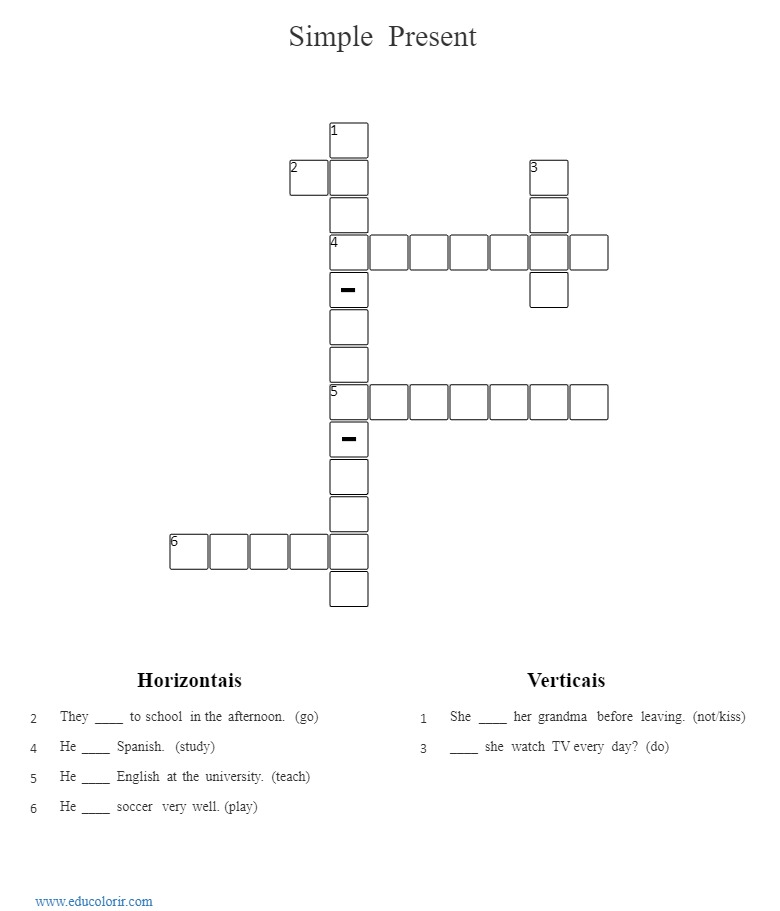 Simple Present
1
2
3
4
-
5
-
6
Horizontais
2 They ____ to school in the afternoon. (go)
4 He ____ Spanish. (study)
5 He ____ English at the university. (teach)
6 He ____ soccer very well. (play)
Verticais
1 She ____ her grandma before leaving. (not/kiss)
3 ____ she watch TV every day? (do)
www.educolorir.com